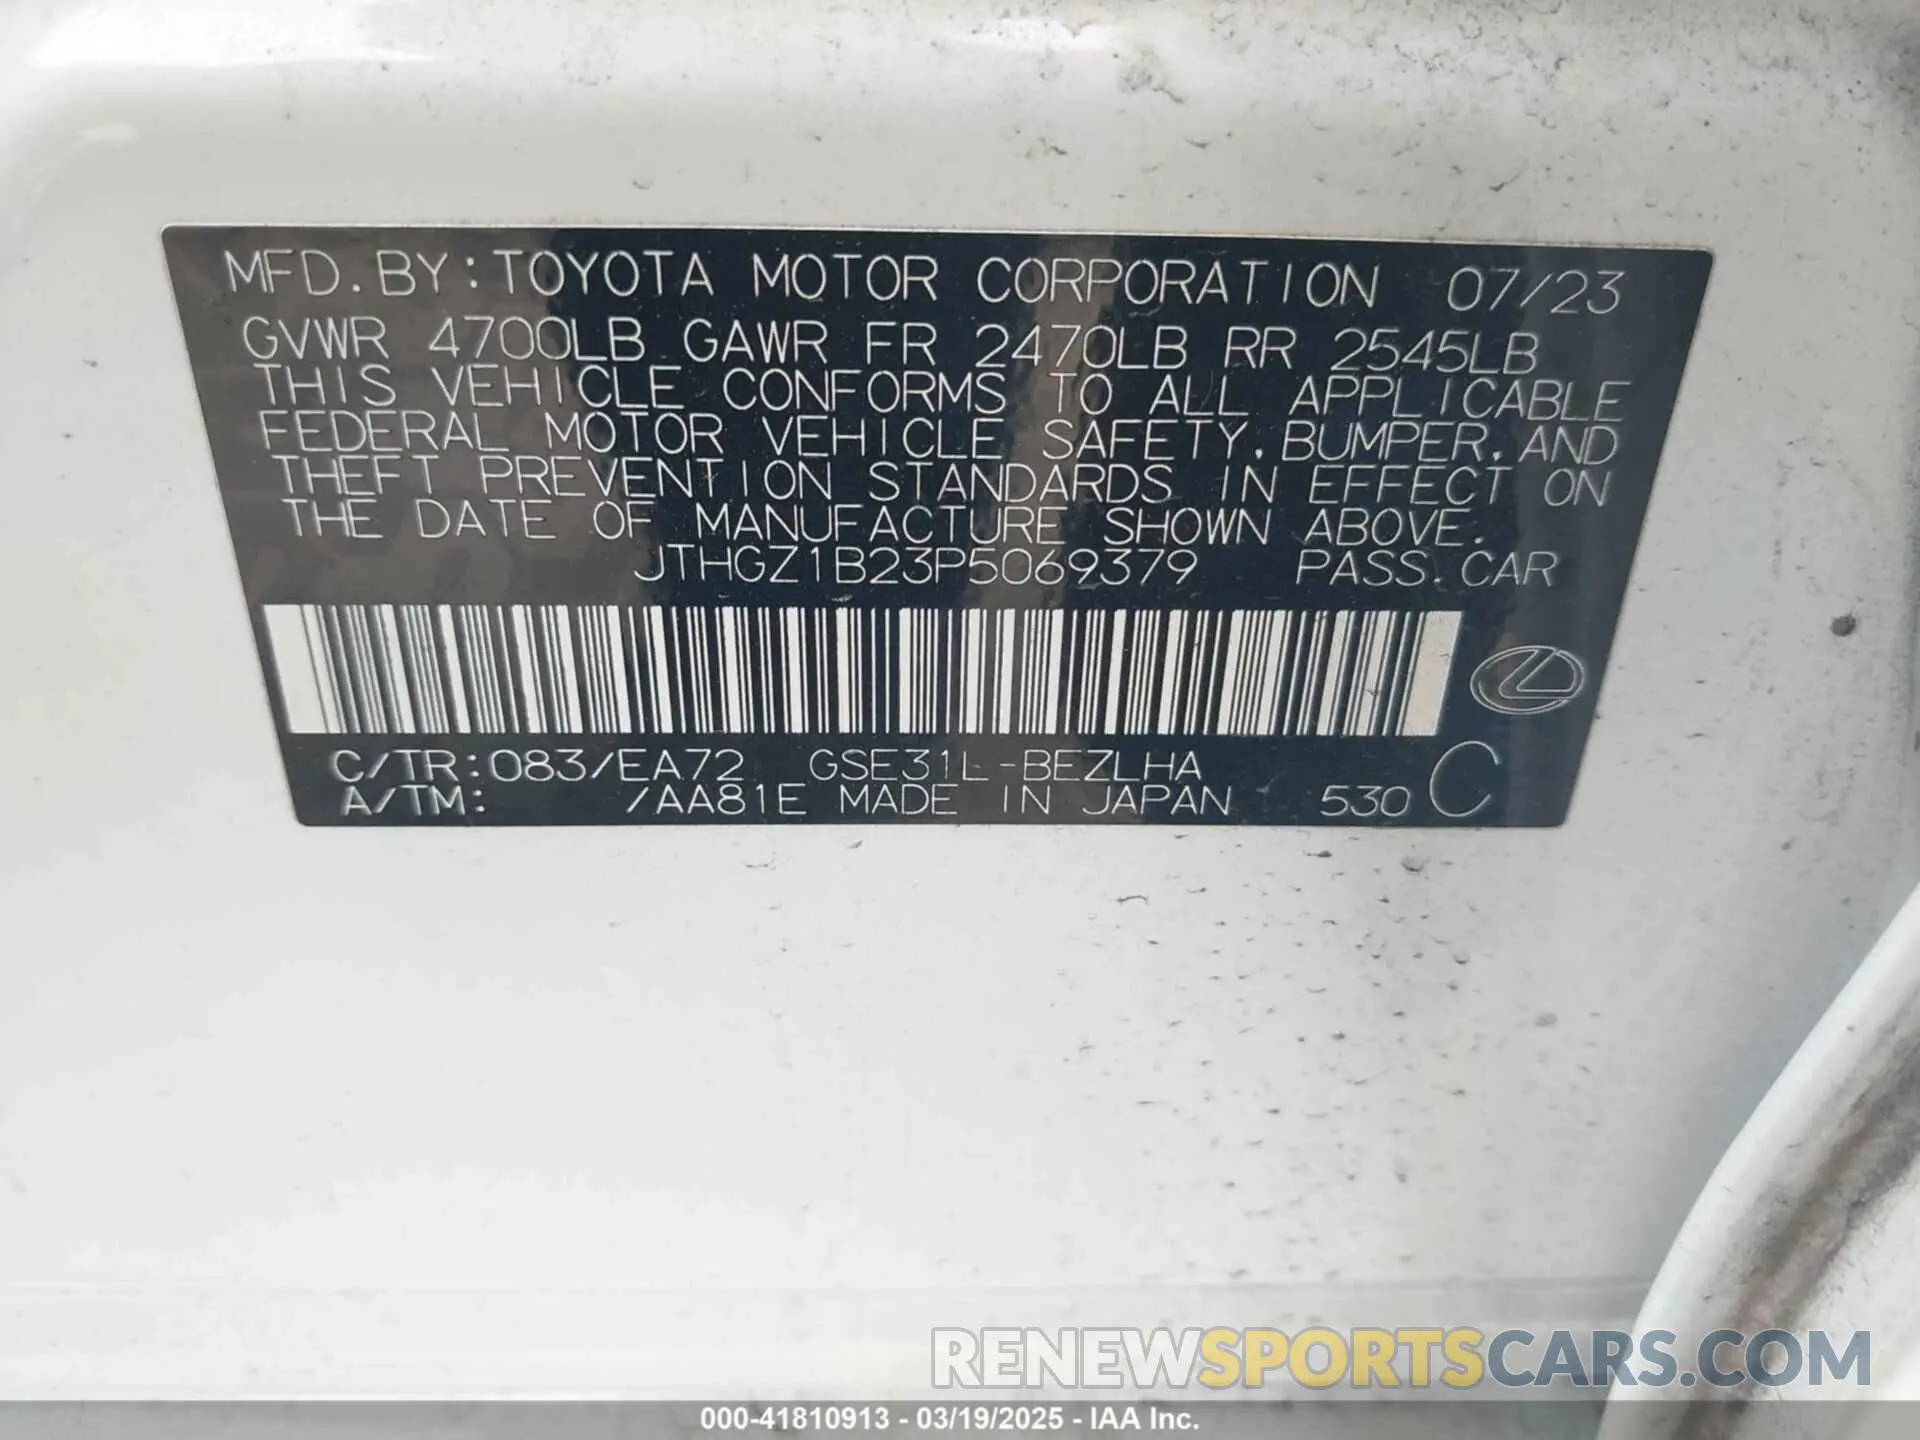 MFD. BY: TOYOTA MOTOR CORPORATION 07/23
GVWR 4700LB GAWR FR 2470LB RR 2545LB
THIS VEHICLE CONFORMS TO ALL APPLICABLE
FEDERAL MOTOR VEHICLE SAFETY, BUMPER, AND
THEFT PREVENTION STANDARDS IN EFFECT ON
THE DATE OF MANUFACTURE SHOWN ABOVE.
JTHGZ1B23P5069379 PASS. CAR
C/TR: 083/EA72 GSE31L-BEZLHA
A/TM: /AA81E MADE IN JAPAN 530 C
RENEWSPORTSCARS.COM
000-41810913 - 03/19/2025 - IAA Inc.